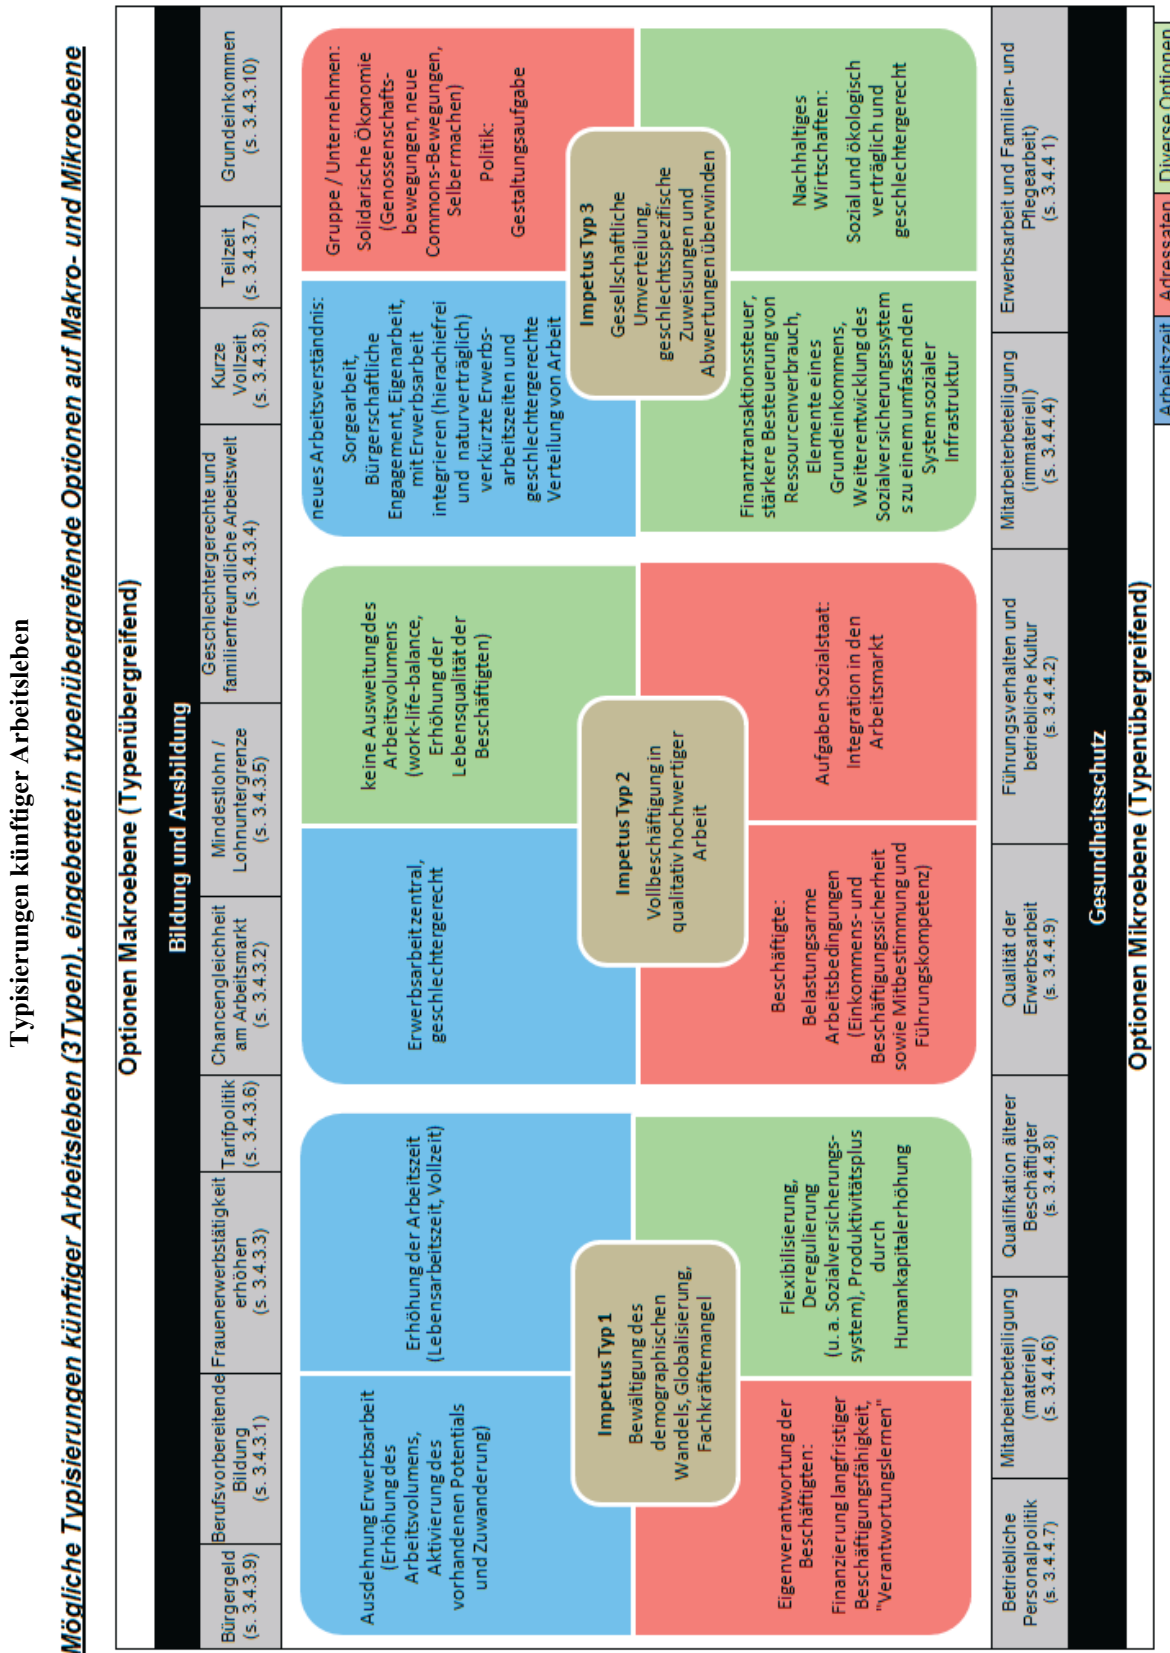 Typisierungen künftiger Arbeitsleben
Mögliche Typisierungen künftiger Arbeitsleben (3Typen), eingebettet in typenübergreifende Optionen auf Makro- und Mikroebene
Optionen Makroebene (Typenübergreifend)
Bildung und Ausbildung
Bürgergeld
(s. 3.4.3.9)
Berufsvorbereitende
Bildung
(s. 3.4.3.1)
Frauenerwerbstätigkeit
erhöhen
(s. 3.4.3.3)
Tarifpolitik
(s. 3.4.3.6)
Chancengleichheit
am Arbeitsmarkt
(s. 3.4.3.2)
Mindestlohn /
Lohnuntergrenze
(s. 3.4.3.5)
Geschlechtergerechte und
familienfreundliche Arbeitswelt
(s. 3.4.3.4)
Kurze
Vollzeit
(s. 3.4.3.8)
Teilzeit
(s. 3.4.3.7)
Grundeinkommen
(s. 3.4.3.10)
Ausdehnung Erwerbsarbeit
(Erhöhung des
Arbeitsvolumens,
Aktivierung des
vorhandenen Potentials
und Zuwanderung)
Erhöhung der Arbeitszeit
(Lebensarbeitszeit, Vollzeit)
Impetus Typ 1
Bewältigung des
demographischen
Wandels, Globalisierung,
Fachkräftemangel
Eigenverantwortung der
Beschäftigten:
Finanzierung langfristiger
Beschäftigungsfähigkeit,
"Verantwortungslernen"
Flexibilisierung,
Deregulierung
(u. a. Sozialversicherungs-
system), Produktivitätsplus
durch
Humankapitalerhöhung
Erwerbsarbeit zentral,
geschlechtergerecht
keine Ausweitung des
Arbeitsvolumens
(work-life-balance,
Erhöhung der
Lebensqualität der
Beschäftigten)
Impetus Typ 2
Vollbeschäftigung in
qualitativ hochwertiger
Arbeit
Beschäftigte:
Belastungsarme
Arbeitsbedingungen
(Einkommens- und
Beschäftigungssicherheit
sowie Mitbestimmung und
Führungskompetenz)
Aufgaben Sozialstaat:
Integration in den
Arbeitsmarkt
neues Arbeitsverständnis:
Sorgearbeit,
Bürgerschaftliche
Engagement, Eigenarbeit,
mit Erwerbsarbeit
integrieren (hierachiefrei
und naturverträglich)
verkürzte Erwerbs-
arbeitszeiten und
geschlechtergerechte
Verteilung von Arbeit
Gruppe / Unternehmen:
Solidarische Ökonomie
(Genossenschafts-
bewegungen, neue
Commons-Bewegungen,
Selbermachen)
Politik:
Gestaltungsaufgabe
Impetus Typ 3
Gesellschaftliche
Umverteilung,
geschlechtsspezifische
Zuweisungen und
Abwertungen überwinden
Finanztransaktionssteuer,
stärkere Besteuerung von
Ressourcenverbrauch,
Elemente eines
Grundeinkommens,
Weiterentwicklung des
Sozialversicherungssystem
s zu einem umfassenden
System sozialer
Infrastruktur
Nachhaltiges
Wirtschaften:
Sozial und ökologisch
verträglich und
geschlechtergerecht
Betriebliche
Personalpolitik
(s. 3.4.4.7)
Mitarbeiterbeteiligung
(materiell)
(s. 3.4.4.6)
Qualifikation älterer
Beschäftigter
(s. 3.4.4.8)
Qualität der
Erwerbsarbeit
(s. 3.4.4.9)
Führungsverhalten und
betriebliche Kultur
(s. 3.4.4.2)
Mitarbeiterbeteiligung
(immateriell)
(s. 3.4.4.4)
Erwerbsarbeit und Familien- und
Pflegearbeit)
(s. 3.4.4 1)
Gesundheitsschutz
Optionen Mikroebene (Typenübergreifend)
Arbeitszeit
Adressaten
Diverse Optionen